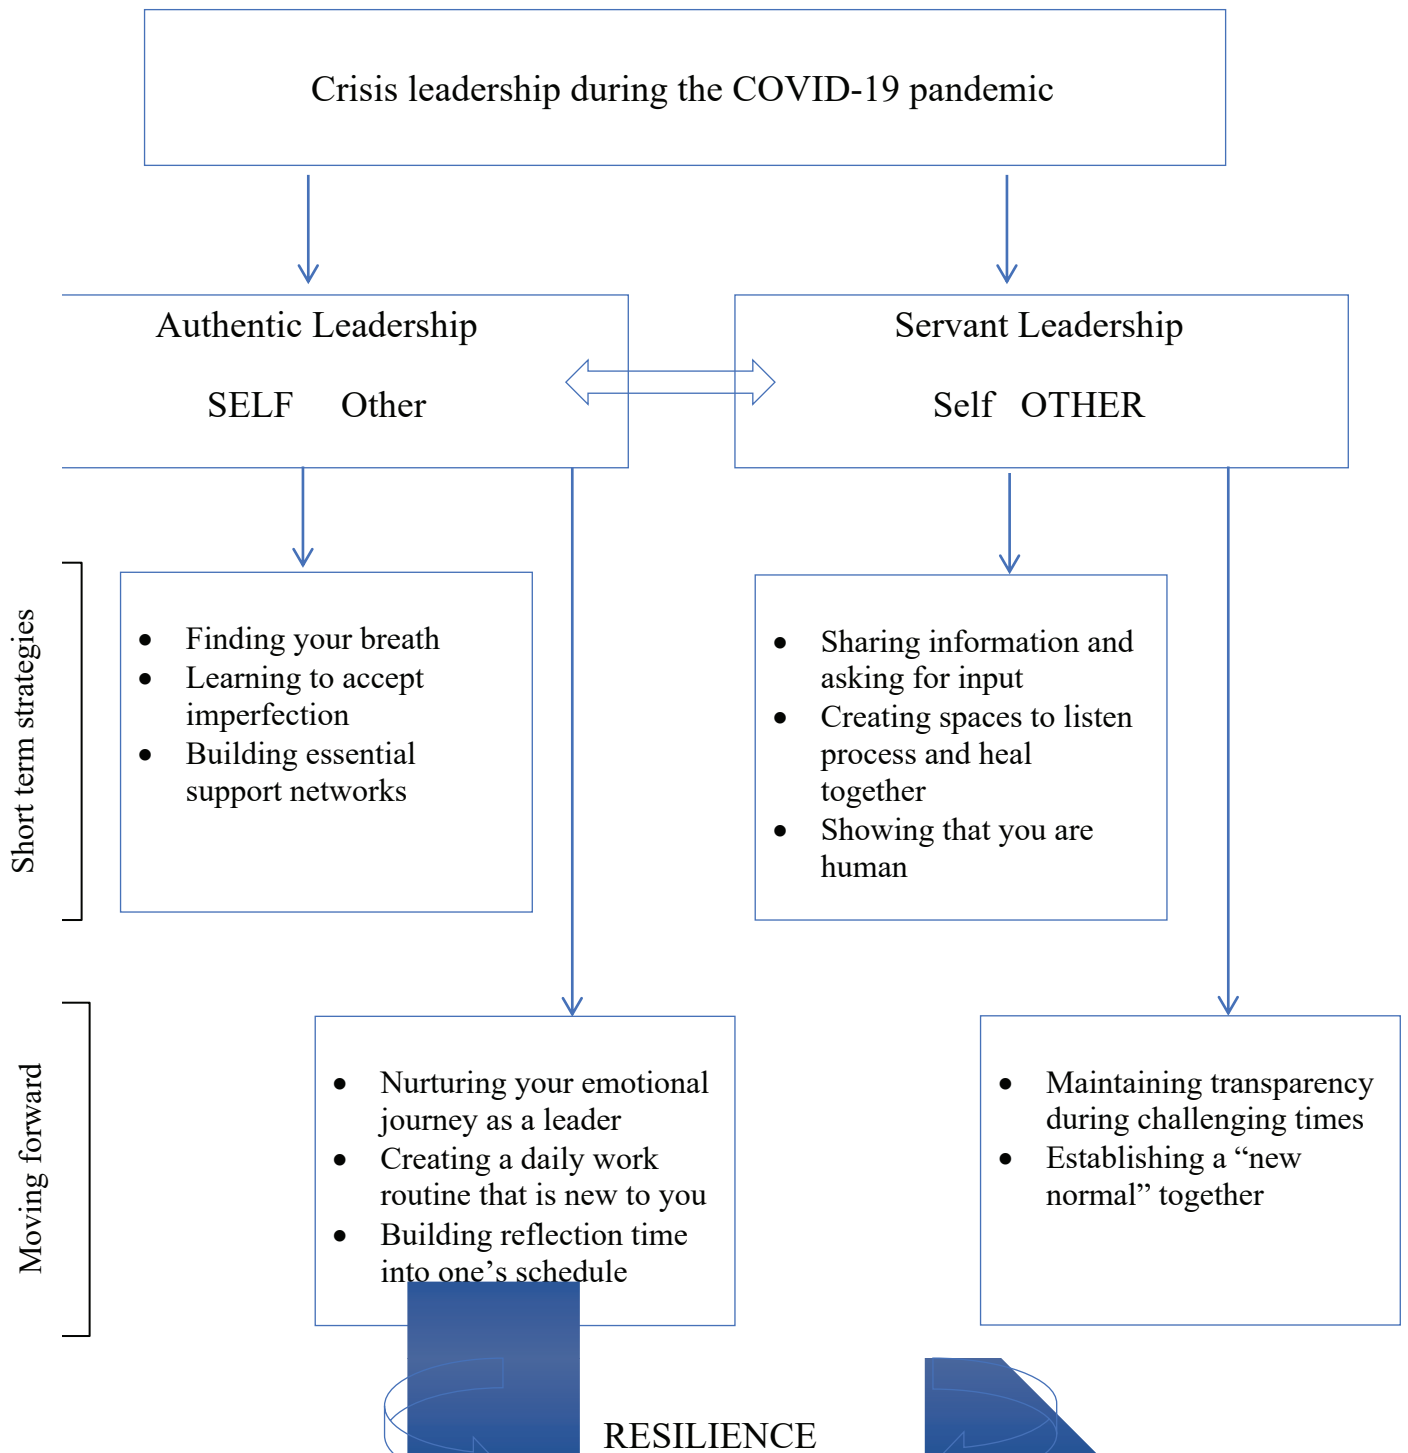 Crisis leadership during the COVID-19 pandemic
Authentic Leadership
SELF Other
Servant Leadership
Self OTHER
Short term strategies
• Finding your breath
• Learning to accept
imperfection
• Building essential
support networks
• Sharing information and
asking for input
• Creating spaces to listen
process and heal
together
• Showing that you are
human
Moving forward
• Nurturing your emotional
journey as a leader
• Creating a daily work
routine that is new to you
• Building reflection time
into one’s schedule
• Maintaining transparency
during challenging times
• Establishing a “new
normal” together
RESILIENCE